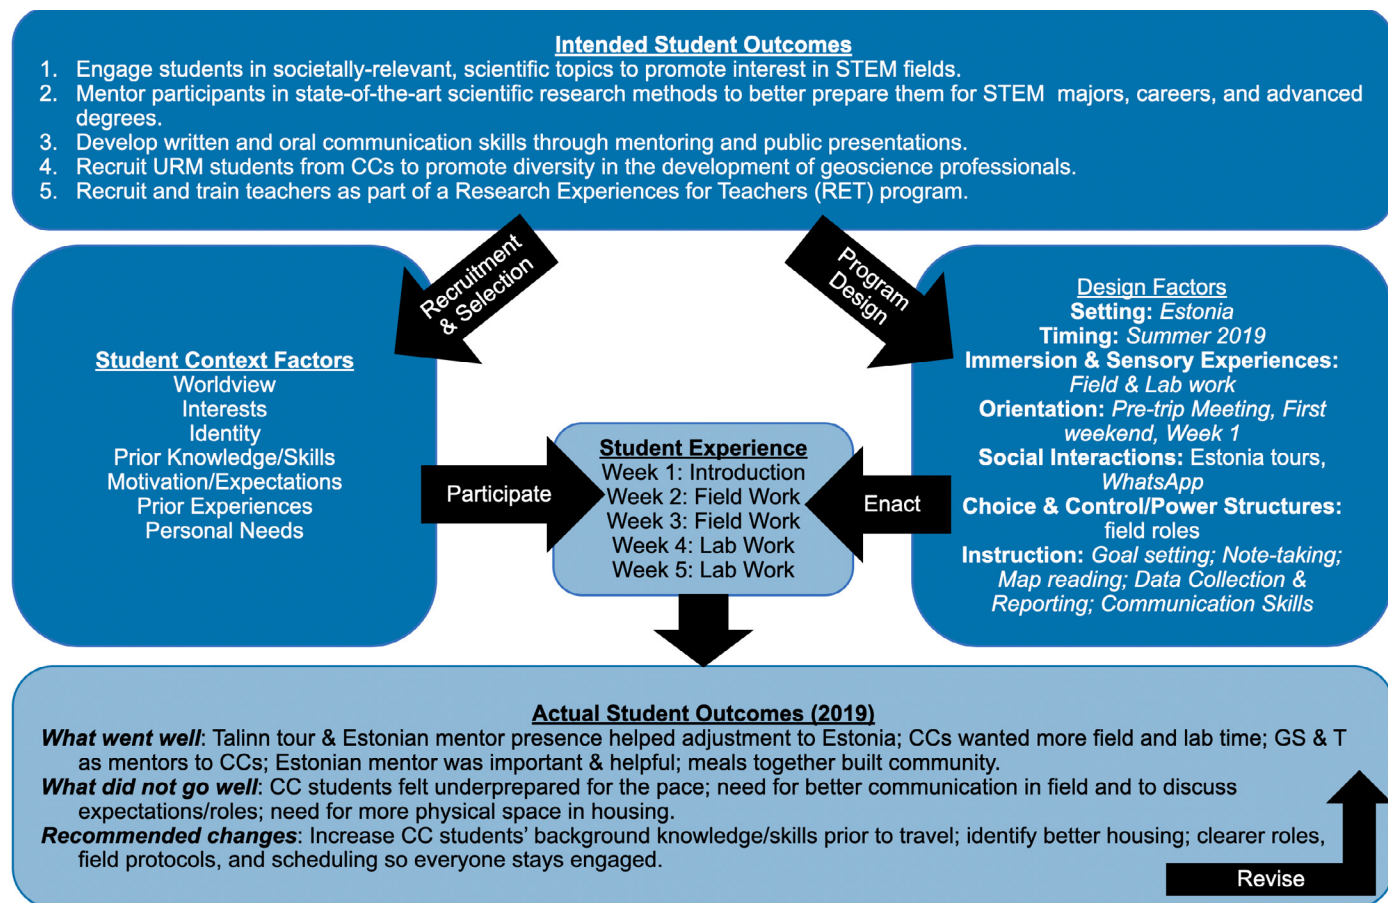 Intended Student Outcomes
1. Engage students in societally-relevant, scientific topics to promote interest in STEM fields.
2. Mentor participants in state-of-the-art scientific research methods to better prepare them for STEM majors, careers, and advanced
degrees.
3. Develop written and oral communication skills through mentoring and public presentations.
4. Recruit URM students from CCs to promote diversity in the development of geoscience professionals.
5. Recruit and train teachers as part of a Research Experiences for Teachers (RET) program.
Recruitment
& Selection
Program
Design
Student Context Factors
Worldview
Interests
Identity
Prior Knowledge/Skills
Motivation/Expectations
Prior Experiences
Personal Needs
Participate
Student Experience
Week 1: Introduction
Week 2: Field Work
Week 3: Field Work
Week 4: Lab Work
Week 5: Lab Work
Enact
Design Factors
Setting: Estonia
Timing: Summer 2019
Immersion & Sensory Experiences:
Field & Lab work
Orientation: Pre-trip Meeting, First
weekend, Week 1
Social Interactions: Estonia tours,
WhatsApp
Choice & Control/Power Structures:
field roles
Instruction: Goal setting; Note-taking;
Map reading; Data Collection &
Reporting; Communication Skills
Actual Student Outcomes (2019)
What went well: Talinn tour & Estonian mentor presence helped adjustment to Estonia; CCs wanted more field and lab time; GS & T
as mentors to CCs; Estonian mentor was important & helpful; meals together built community.
What did not go well: CC students felt underprepared for the pace; need for better communication in field and to discuss
expectations/roles; need for more physical space in housing.
Recommended changes: Increase CC students' background knowledge/skills prior to travel; identify better housing; clearer roles,
field protocols, and scheduling so everyone stays engaged.
Revise